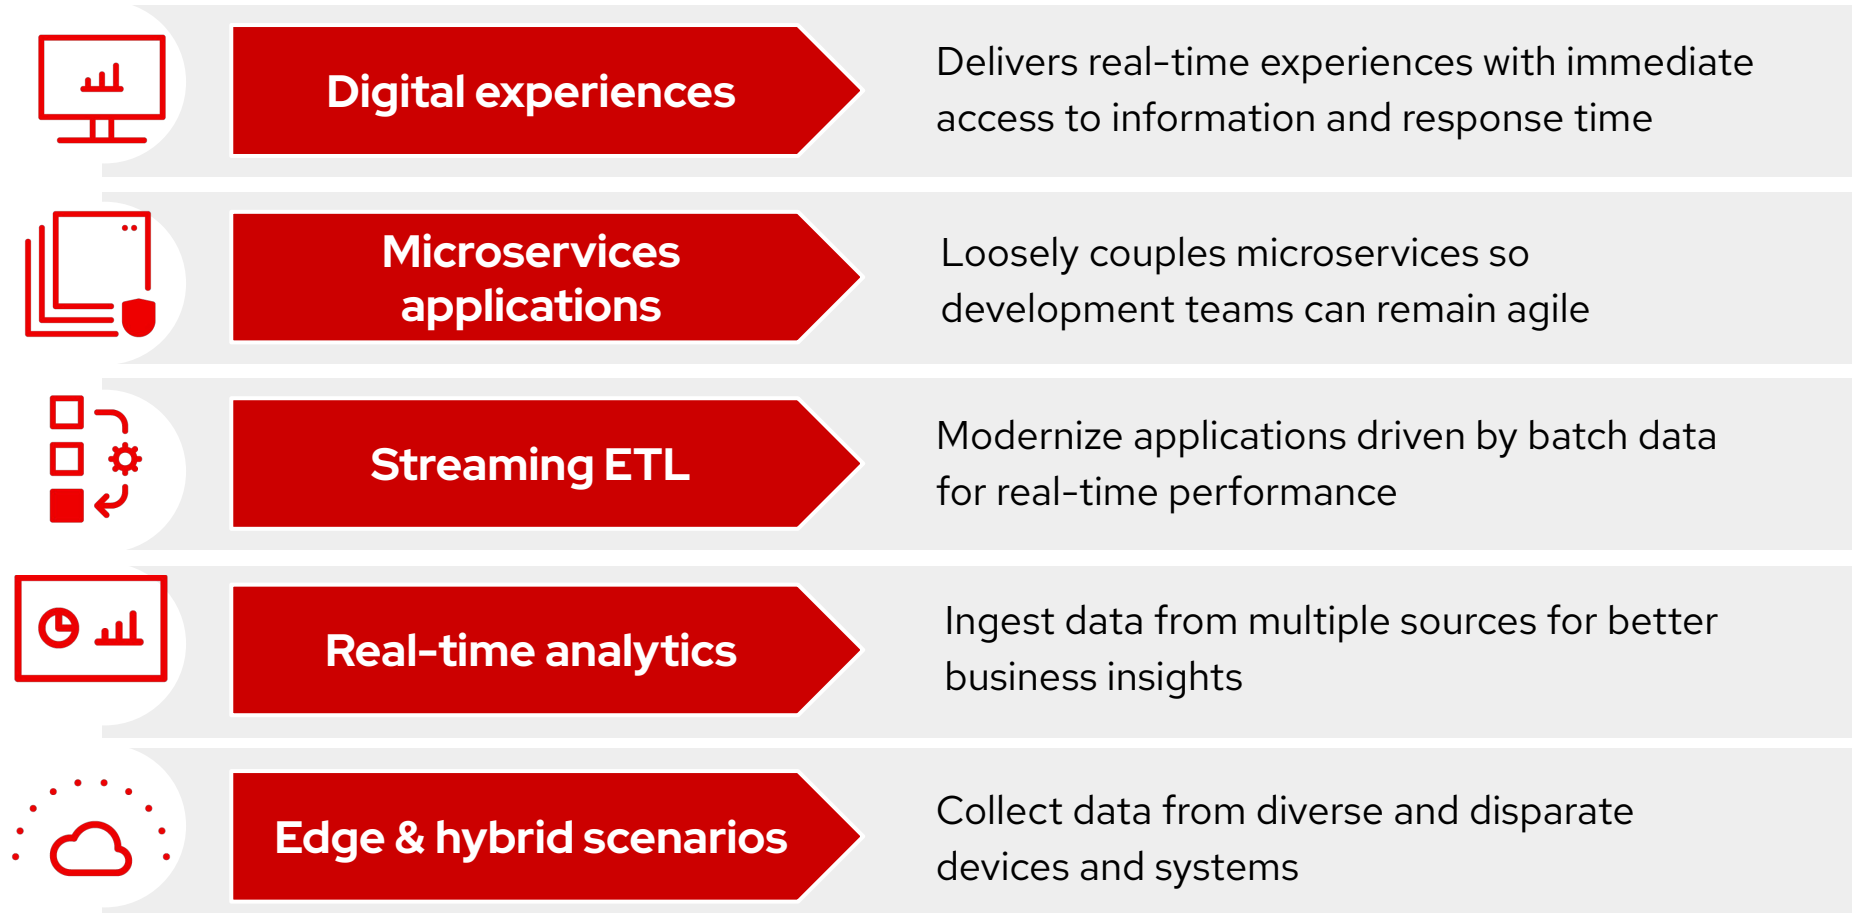 Digital experiences
Delivers real-time experiences with immediate
access to information and response time
Microservices
applications
Loosely couples microservices so
development teams can remain agile
Streaming ETL
Modernize applications driven by batch data
for real-time performance
Real-time analytics
Ingest data from multiple sources for better
business insights
Edge & hybrid scenarios
Collect data from diverse and disparate
devices and systems